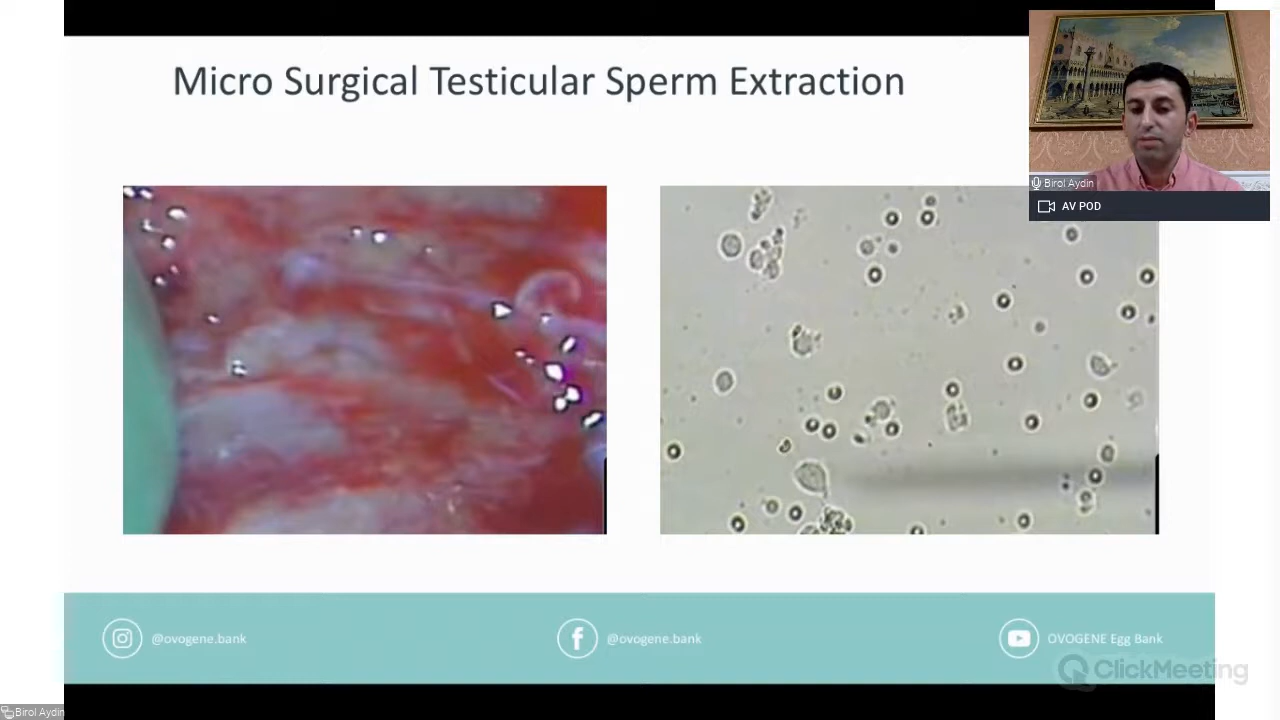 Micro Surgical Testicular Sperm Extraction
Birol Aydin
AV POD
@ovogene.bank
@ovogene.bank
OVOGENE Egg Bank
ClickMeeting
Birol Aydin